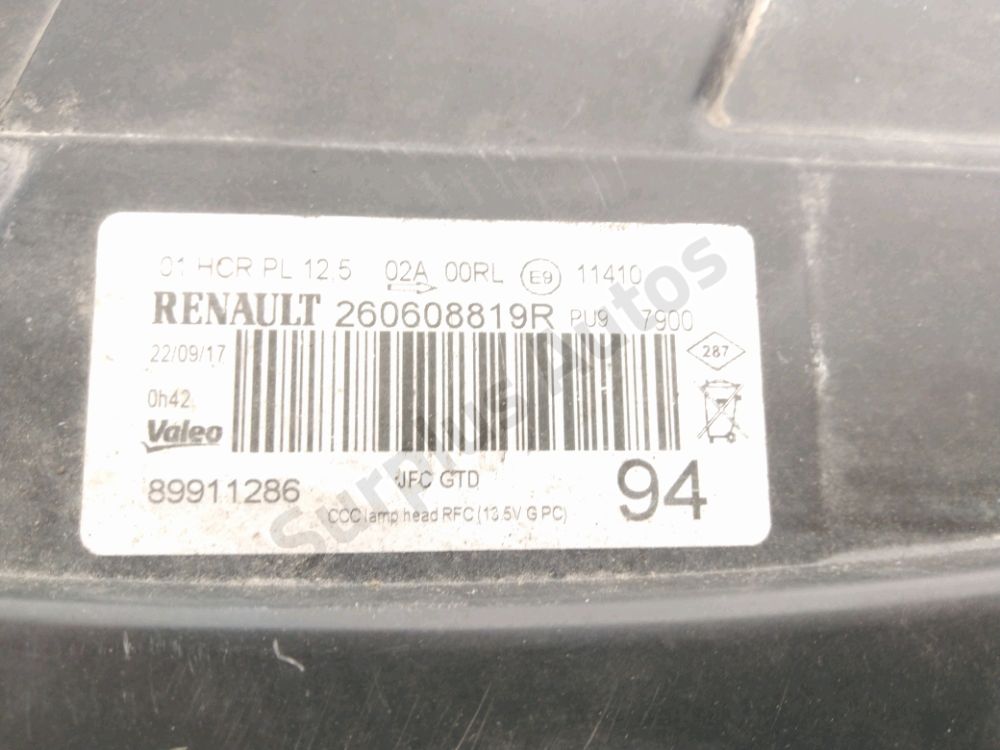 01 HCR PL 12,5 02A 00RL E9 11410
RENAULT 260608819R PU9 7900
22/09/17
287
0h42
Valeo
89911286
JFC GTD
94
CCC lamp head RFC (13.5V G PC)
Surplus Autos